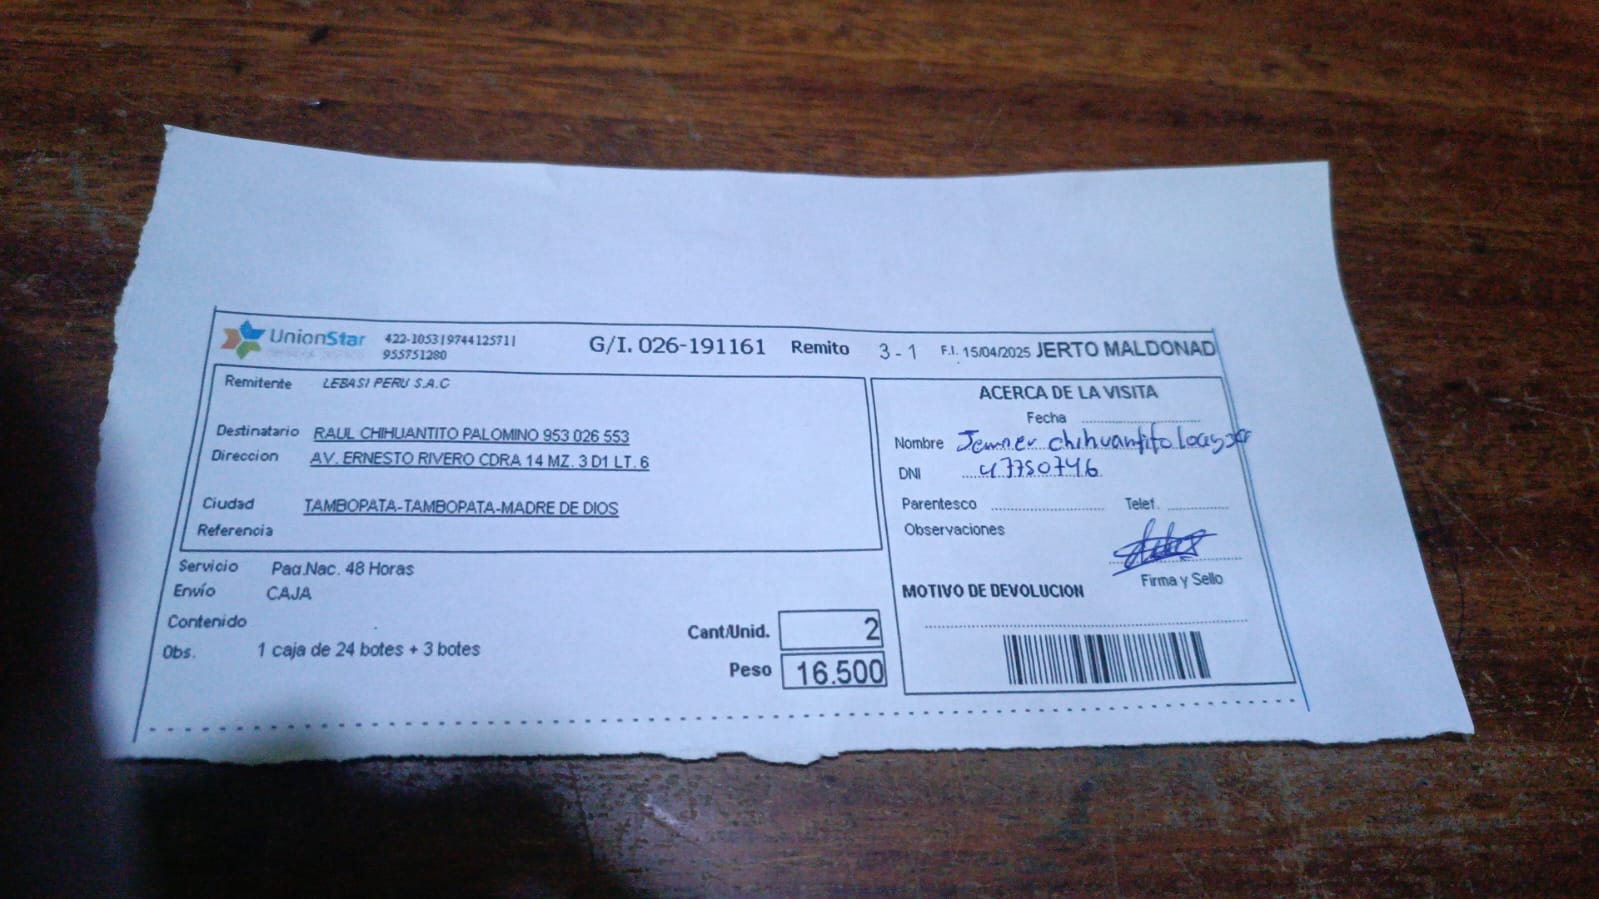 UnionStar 422-1053|974412571|
955751280
G/I. 026-191161 Remito 3 - 1 F.I. 15/04/2025 JERTO MALDONAD
Remitente LEBASI PERU S.A.C
Destinatario RAUL CHIHUANTITO PALOMINO 953 026 553
Direccion AV. ERNESTO RIVERO CDRA 14 MZ. 3 D1 LT. 6
Ciudad TAMBOPATA-TAMBOPATA-MADRE DE DIOS
Referencia
Servicio Paq.Nac. 48 Horas
Envío CAJA
Contenido
Obs. 1 caja de 24 botes + 3 botes
Cant/Unid. 2
Peso 16.500
ACERCA DE LA VISITA
Fecha
Nombre Jenner chihuantito
DNI 47750746
Parentesco Telef.
Observaciones
Firma y Sello
MOTIVO DE DEVOLUCION